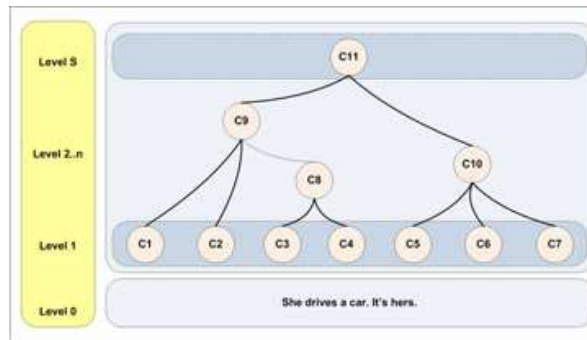 Level S
C11
C9
Level 2..n
C10
C8
Level 1
C1 C2 C3 C4 C5 C6 C7
She drives a car. It's hers.
Level 0